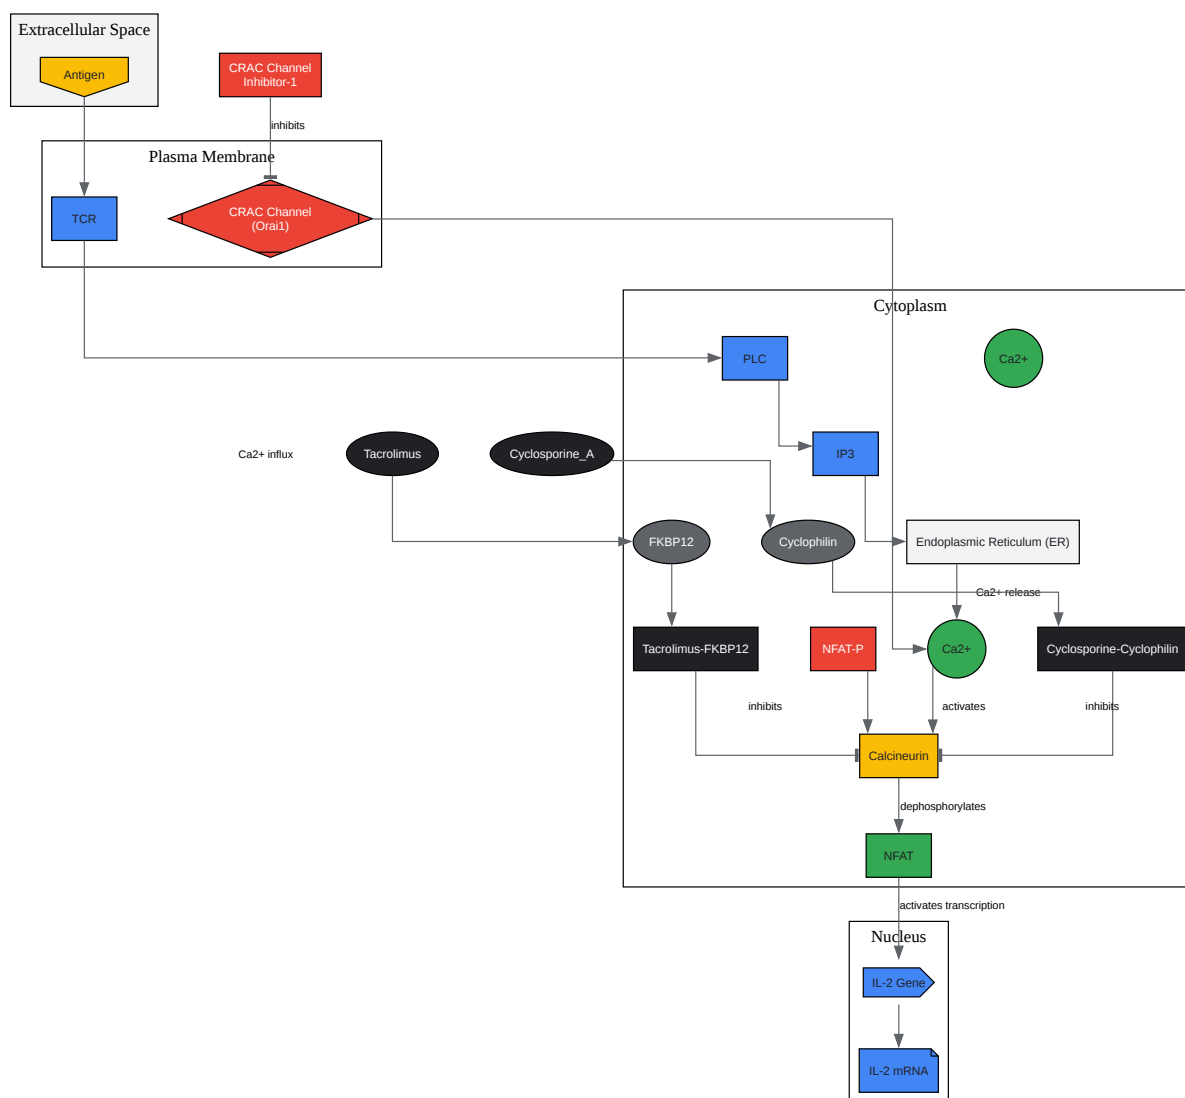 Extracellular Space
Antigen
CRAC Channel
Inhibitor-1
inhibits
Plasma Membrane
TCR
CRAC Channel
(Orai1)
Cytoplasm
PLC
Ca2+
Ca2+ influx
Tacrolimus
Cyclosporine_A
IP3
FKBP12
Cyclophilin
Endoplasmic Reticulum (ER)
Ca2+ release
Tacrolimus-FKBP12
NFAT-P
Ca2+
Cyclosporine-Cyclophilin
inhibits
activates
inhibits
Calcineurin
dephosphorylates
NFAT
activates transcription
Nucleus
IL-2 Gene
IL-2 mRNA